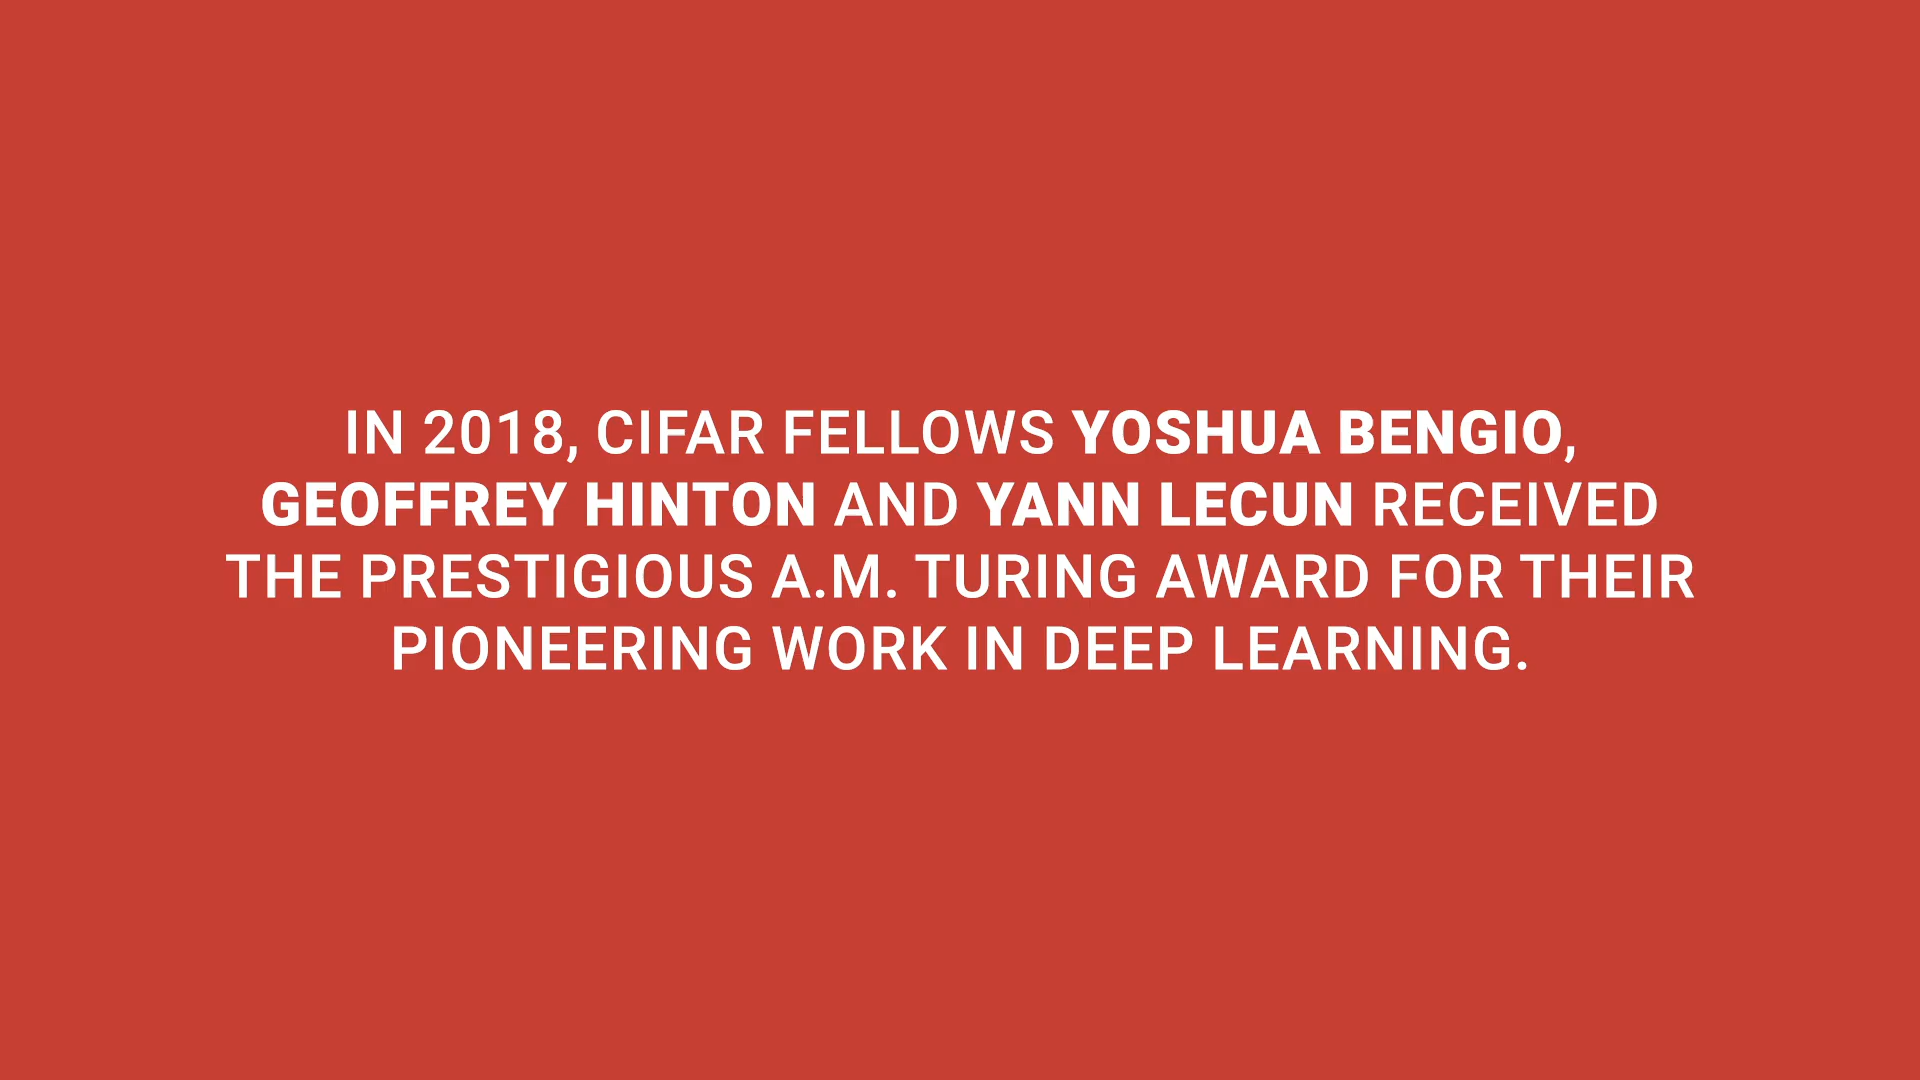 IN 2018, CIFAR FELLOWS YOSHUA BENGIO,
GEOFFREY HINTON AND YANN LECUN RECEIVED
THE PRESTIGIOUS A.M. TURING AWARD FOR THEIR
PIONEERING WORK IN DEEP LEARNING.